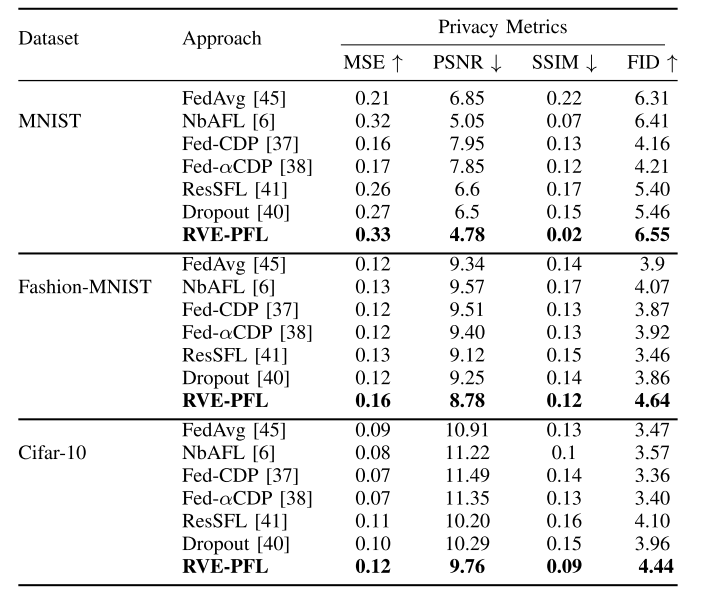 Dataset Approach Privacy Metrics
MSE ↑ PSNR ↓ SSIM ↓ FID ↑
FedAvg [45] 0.21 6.85 0.22 6.31
MNIST NbAFL [6] 0.32 5.05 0.07 6.41
Fed-CDP [37] 0.16 7.95 0.13 4.16
Fed-αCDP [38] 0.17 7.85 0.12 4.21
ResSFL [41] 0.26 6.6 0.17 5.40
Dropout [40] 0.27 6.5 0.15 5.46
RVE-PFL 0.33 4.78 0.02 6.55
FedAvg [45] 0.12 9.34 0.14 3.9
Fashion-MNIST NbAFL [6] 0.13 9.57 0.17 4.07
Fed-CDP [37] 0.12 9.51 0.13 3.87
Fed-αCDP [38] 0.12 9.40 0.13 3.92
ResSFL [41] 0.13 9.12 0.15 3.46
Dropout [40] 0.12 9.25 0.14 3.86
RVE-PFL 0.16 8.78 0.12 4.64
FedAvg [45] 0.09 10.91 0.13 3.47
Cifar-10 NbAFL [6] 0.08 11.22 0.1 3.57
Fed-CDP [37] 0.07 11.49 0.14 3.36
Fed-αCDP [38] 0.07 11.35 0.13 3.40
ResSFL [41] 0.11 10.20 0.16 4.10
Dropout [40] 0.10 10.29 0.15 3.96
RVE-PFL 0.12 9.76 0.09 4.44